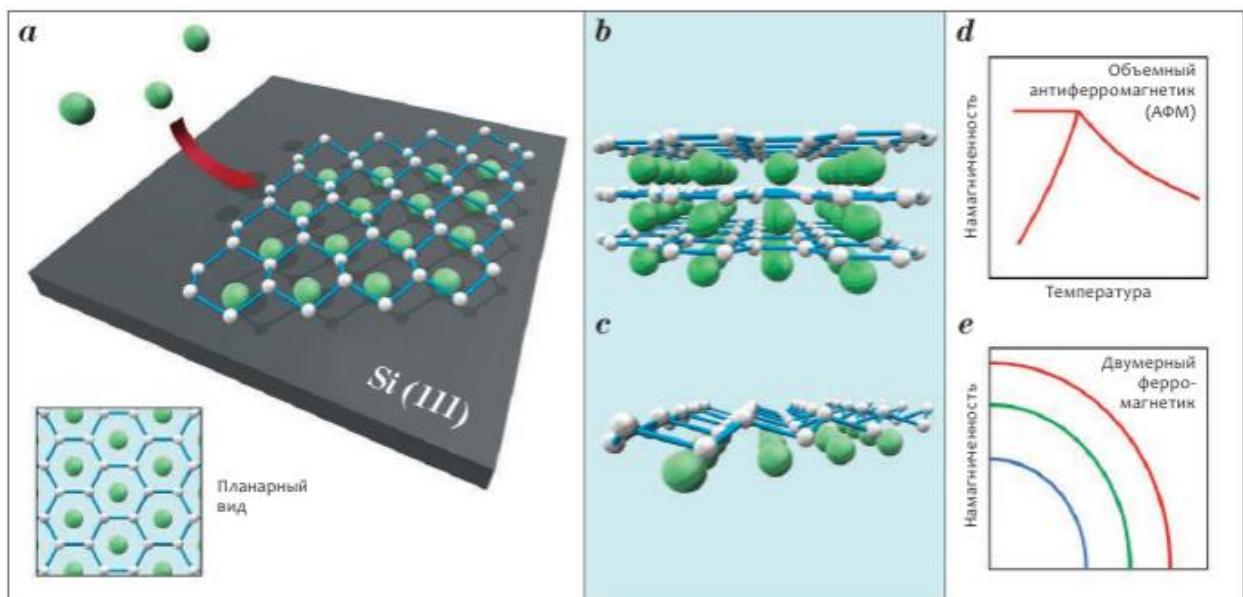 a
Si (111)
Планарный
вид
b
c
d
Намагниченность
Объемный
антиферромагнетик
(АФМ)
Температура
e
Намагниченность
Двумерный
ферро-
магнетик